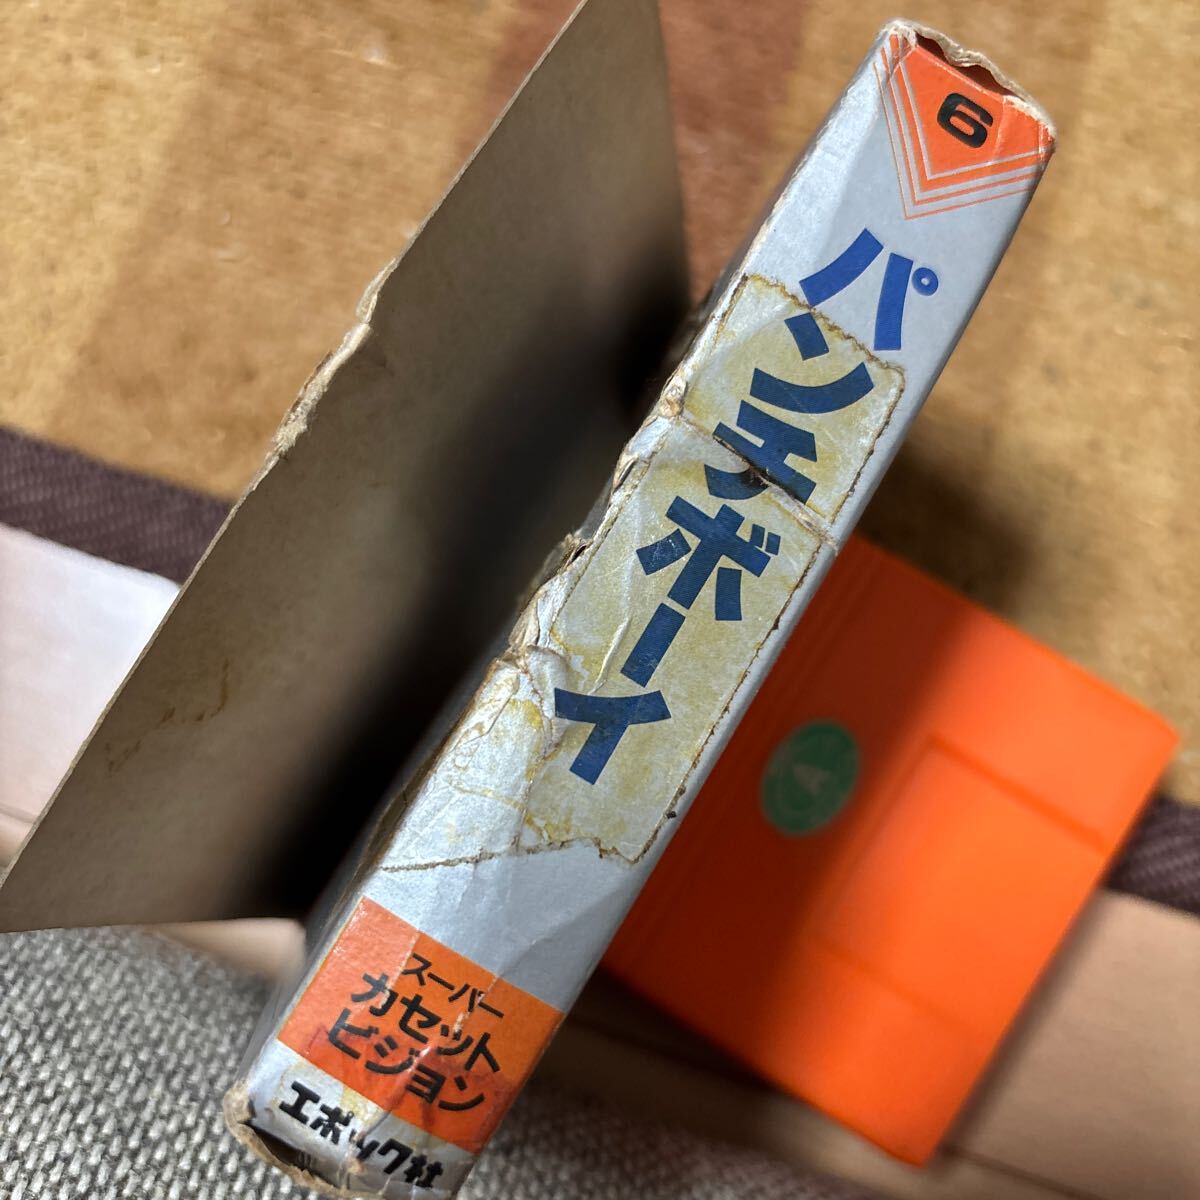 6
パンチボーイ
スーパー
カセット
ビジョン
エポック社
A